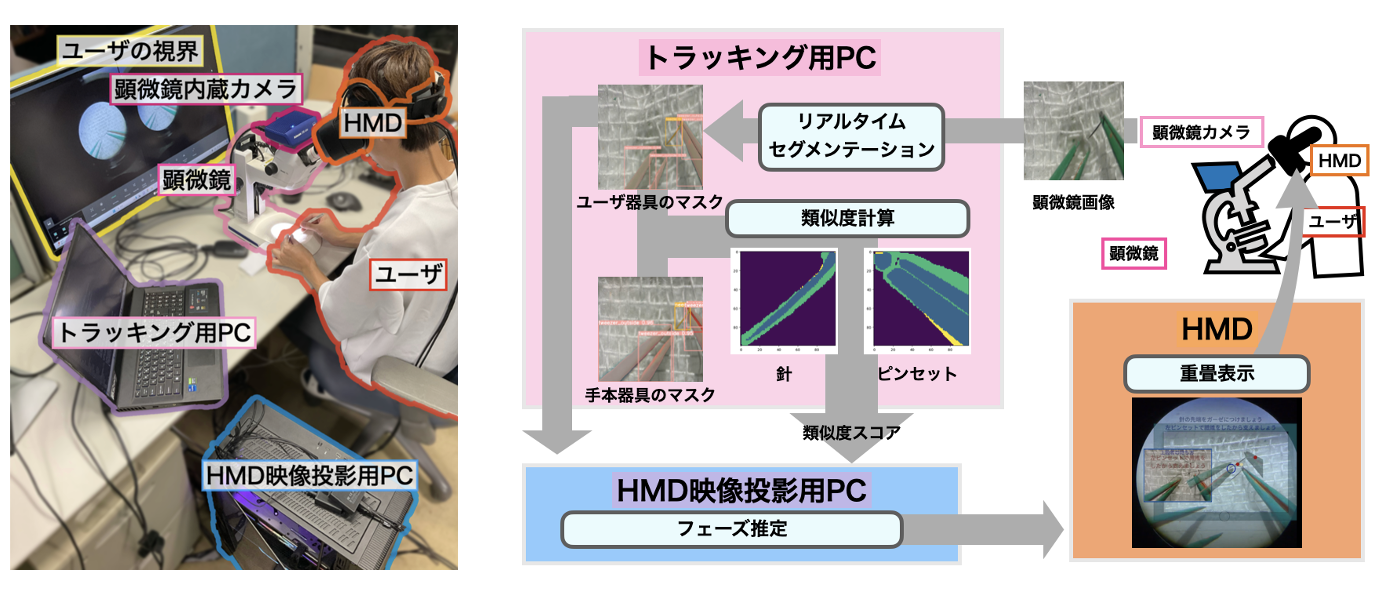 ユーザの視界
顕微鏡内蔵カメラ
HMD
顕微鏡
ユーザ
トラッキング用PC
HMD映像投影用PC
トラッキング用PC
リアルタイム
セグメンテーション
ユーザ器具のマスク
類似度計算
手本器具のマスク
針
ピンセット
類似度スコア
顕微鏡画像
顕微鏡カメラ
HMD
ユーザ
顕微鏡
HMD映像投影用PC
フェーズ推定
HMD
重畳表示